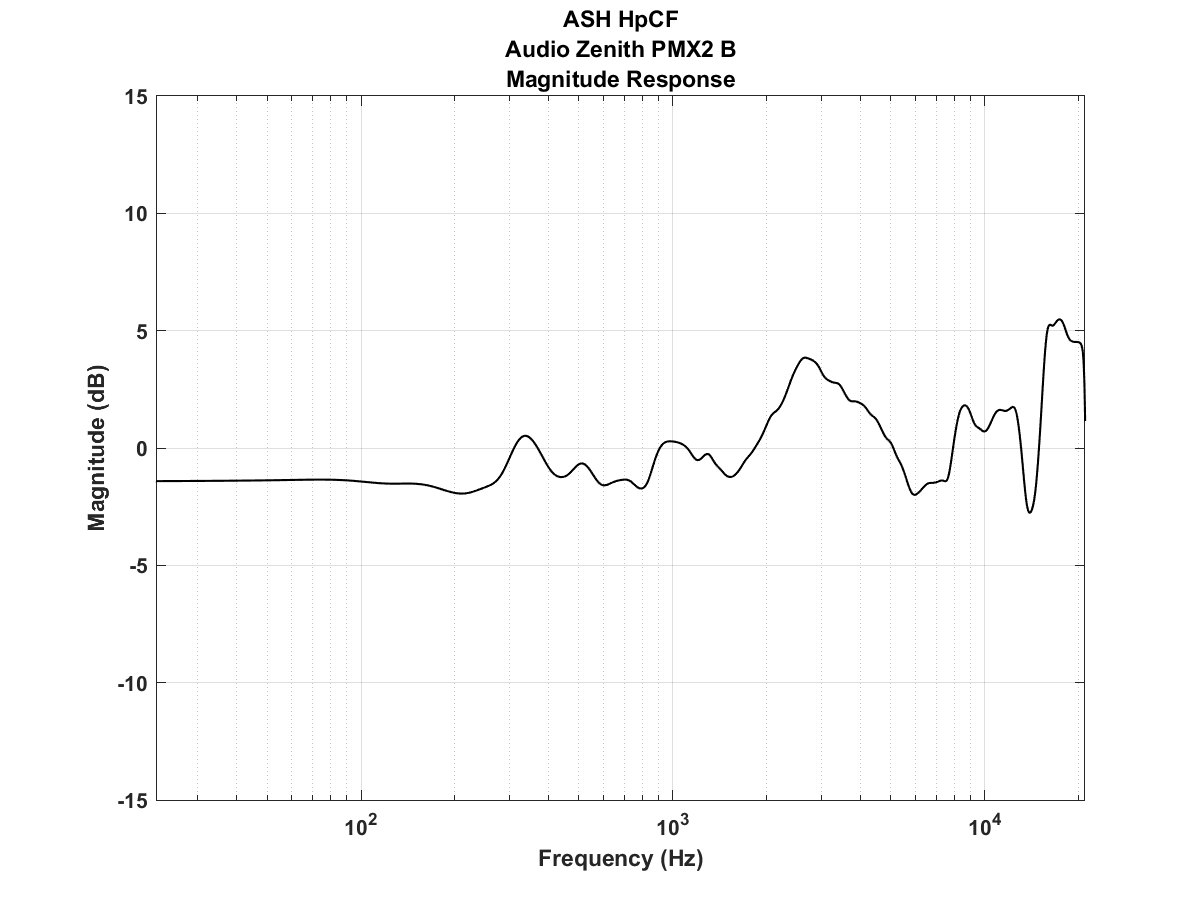 ASH HpCF
Audio Zenith PMX2 B
Magnitude Response
15
10
5
0
-5
-10
-15
Magnitude (dB)
10^2
10^3
10^4
Frequency (Hz)